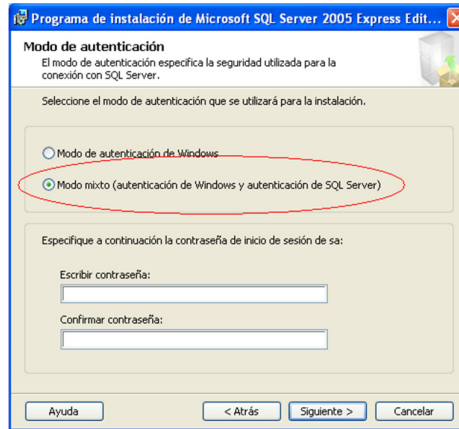 Programa de instalación de Microsoft SQL Server 2005 Express Edit...
Modo de autenticación
El modo de autenticación especifica la seguridad utilizada para la
conexión con SQL Server.
Seleccione el modo de autenticación que se utilizará para la instalación.
Modo de autenticación de Windows
Modo mixto (autenticación de Windows y autenticación de SQL Server)
Especifique a continuación la contraseña de inicio de sesión de sa:
Escribir contraseña:
Confirmar contraseña:
Ayuda
< Atrás
Siguiente >
Cancelar